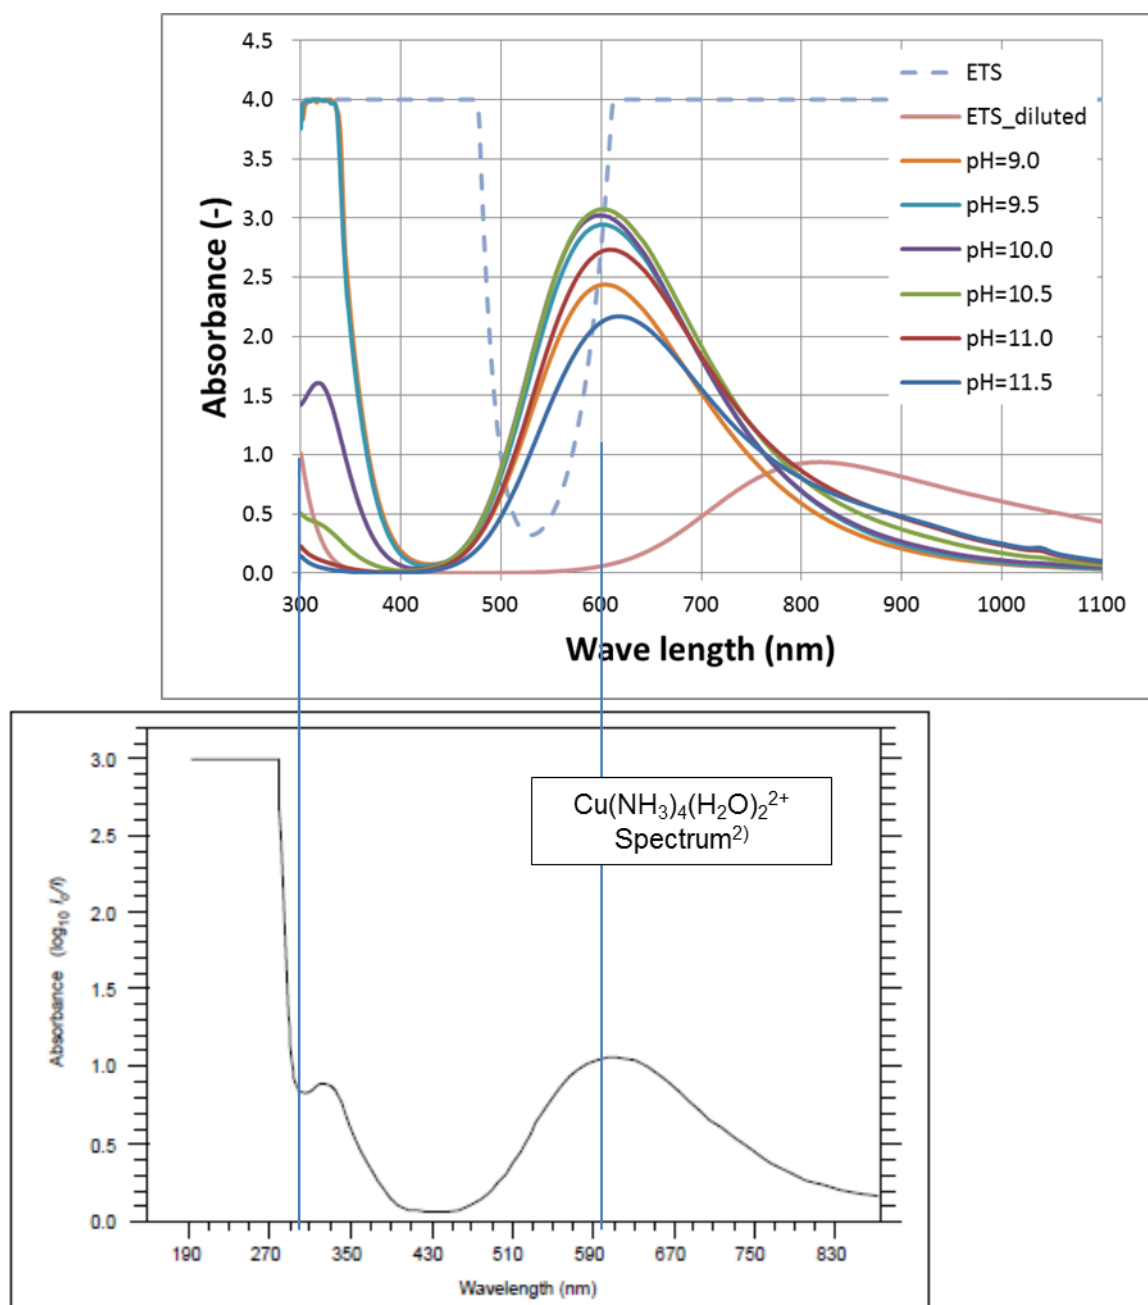 4.5
4.0
3.5
3.0
2.5
2.0
1.5
1.0
0.5
0.0
Absorbance (-)
300 400 500 600 700 800 900 1000 1100
Wave length (nm)
ETS
ETS_diluted
pH=9.0
pH=9.5
pH=10.0
pH=10.5
pH=11.0
pH=11.5
3.0
2.5
2.0
1.5
1.0
0.5
0.0
Absorbance (log₁₀ I₀/I)
Cu(NH₃)₄(H₂O)₂²⁺
Spectrum²⁾
190 270 350 430 510 590 670 750 830
Wavelength (nm)